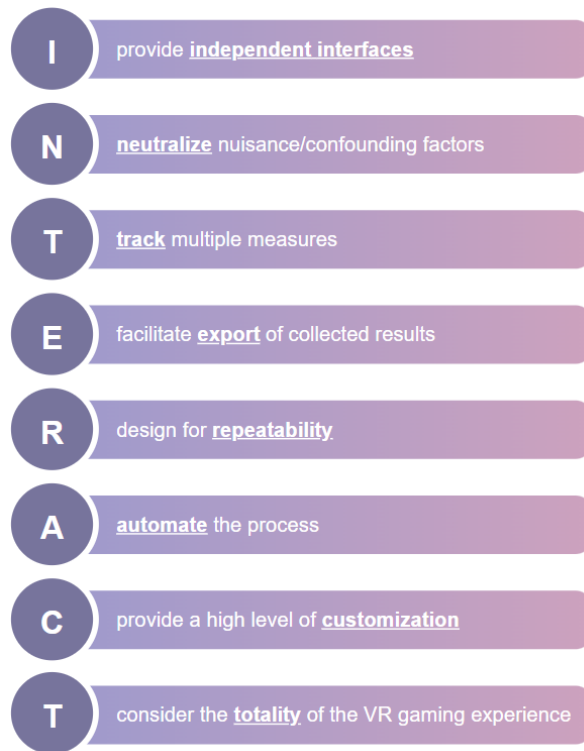 I
provide independent interfaces
N
neutralize nuisance/confounding factors
T
track multiple measures
E
facilitate export of collected results
R
design for repeatability
A
automate the process
C
provide a high level of customization
T
consider the totality of the VR gaming experience